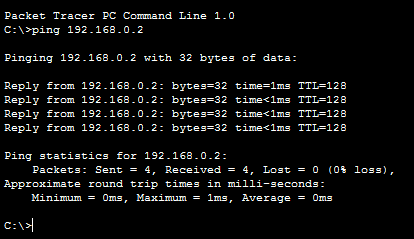 Packet Tracer PC Command Line 1.0
C:\>ping 192.168.0.2
Pinging 192.168.0.2 with 32 bytes of data:
Reply from 192.168.0.2: bytes=32 time=1ms TTL=128
Reply from 192.168.0.2: bytes=32 time<1ms TTL=128
Reply from 192.168.0.2: bytes=32 time<1ms TTL=128
Reply from 192.168.0.2: bytes=32 time<1ms TTL=128
Ping statistics for 192.168.0.2:
    Packets: Sent = 4, Received = 4, Lost = 0 (0% loss),
Approximate round trip times in milli-seconds:
    Minimum = 0ms, Maximum = 1ms, Average = 0ms
C:\>